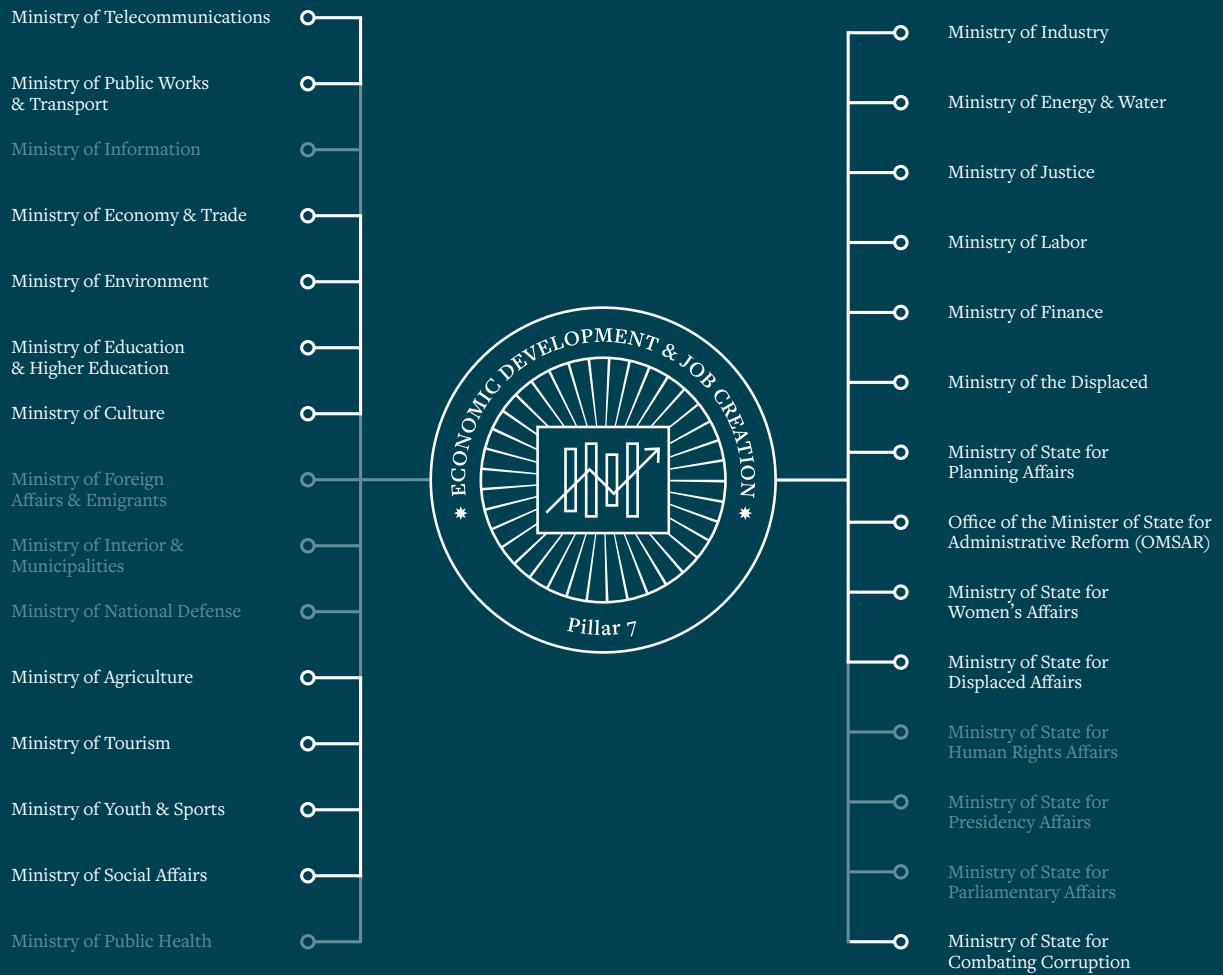 Ministry of Telecommunications
Ministry of Public Works
& Transport
Ministry of Information
Ministry of Economy & Trade
Ministry of Environment
Ministry of Education
& Higher Education
Ministry of Culture
Ministry of Foreign
Affairs & Emigrants
Ministry of Interior &
Municipalities
Ministry of National Defense
Ministry of Agriculture
Ministry of Tourism
Ministry of Youth & Sports
Ministry of Social Affairs
Ministry of Public Health
ECONOMIC DEVELOPMENT & JOB CREATION
Pillar 7
Ministry of Industry
Ministry of Energy & Water
Ministry of Justice
Ministry of Labor
Ministry of Finance
Ministry of the Displaced
Ministry of State for
Planning Affairs
Office of the Minister of State for
Administrative Reform (OMSAR)
Ministry of State for
Women’s Affairs
Ministry of State for
Displaced Affairs
Ministry of State for
Human Rights Affairs
Ministry of State for
Presidency Affairs
Ministry of State for
Parliamentary Affairs
Ministry of State for
Combating Corruption